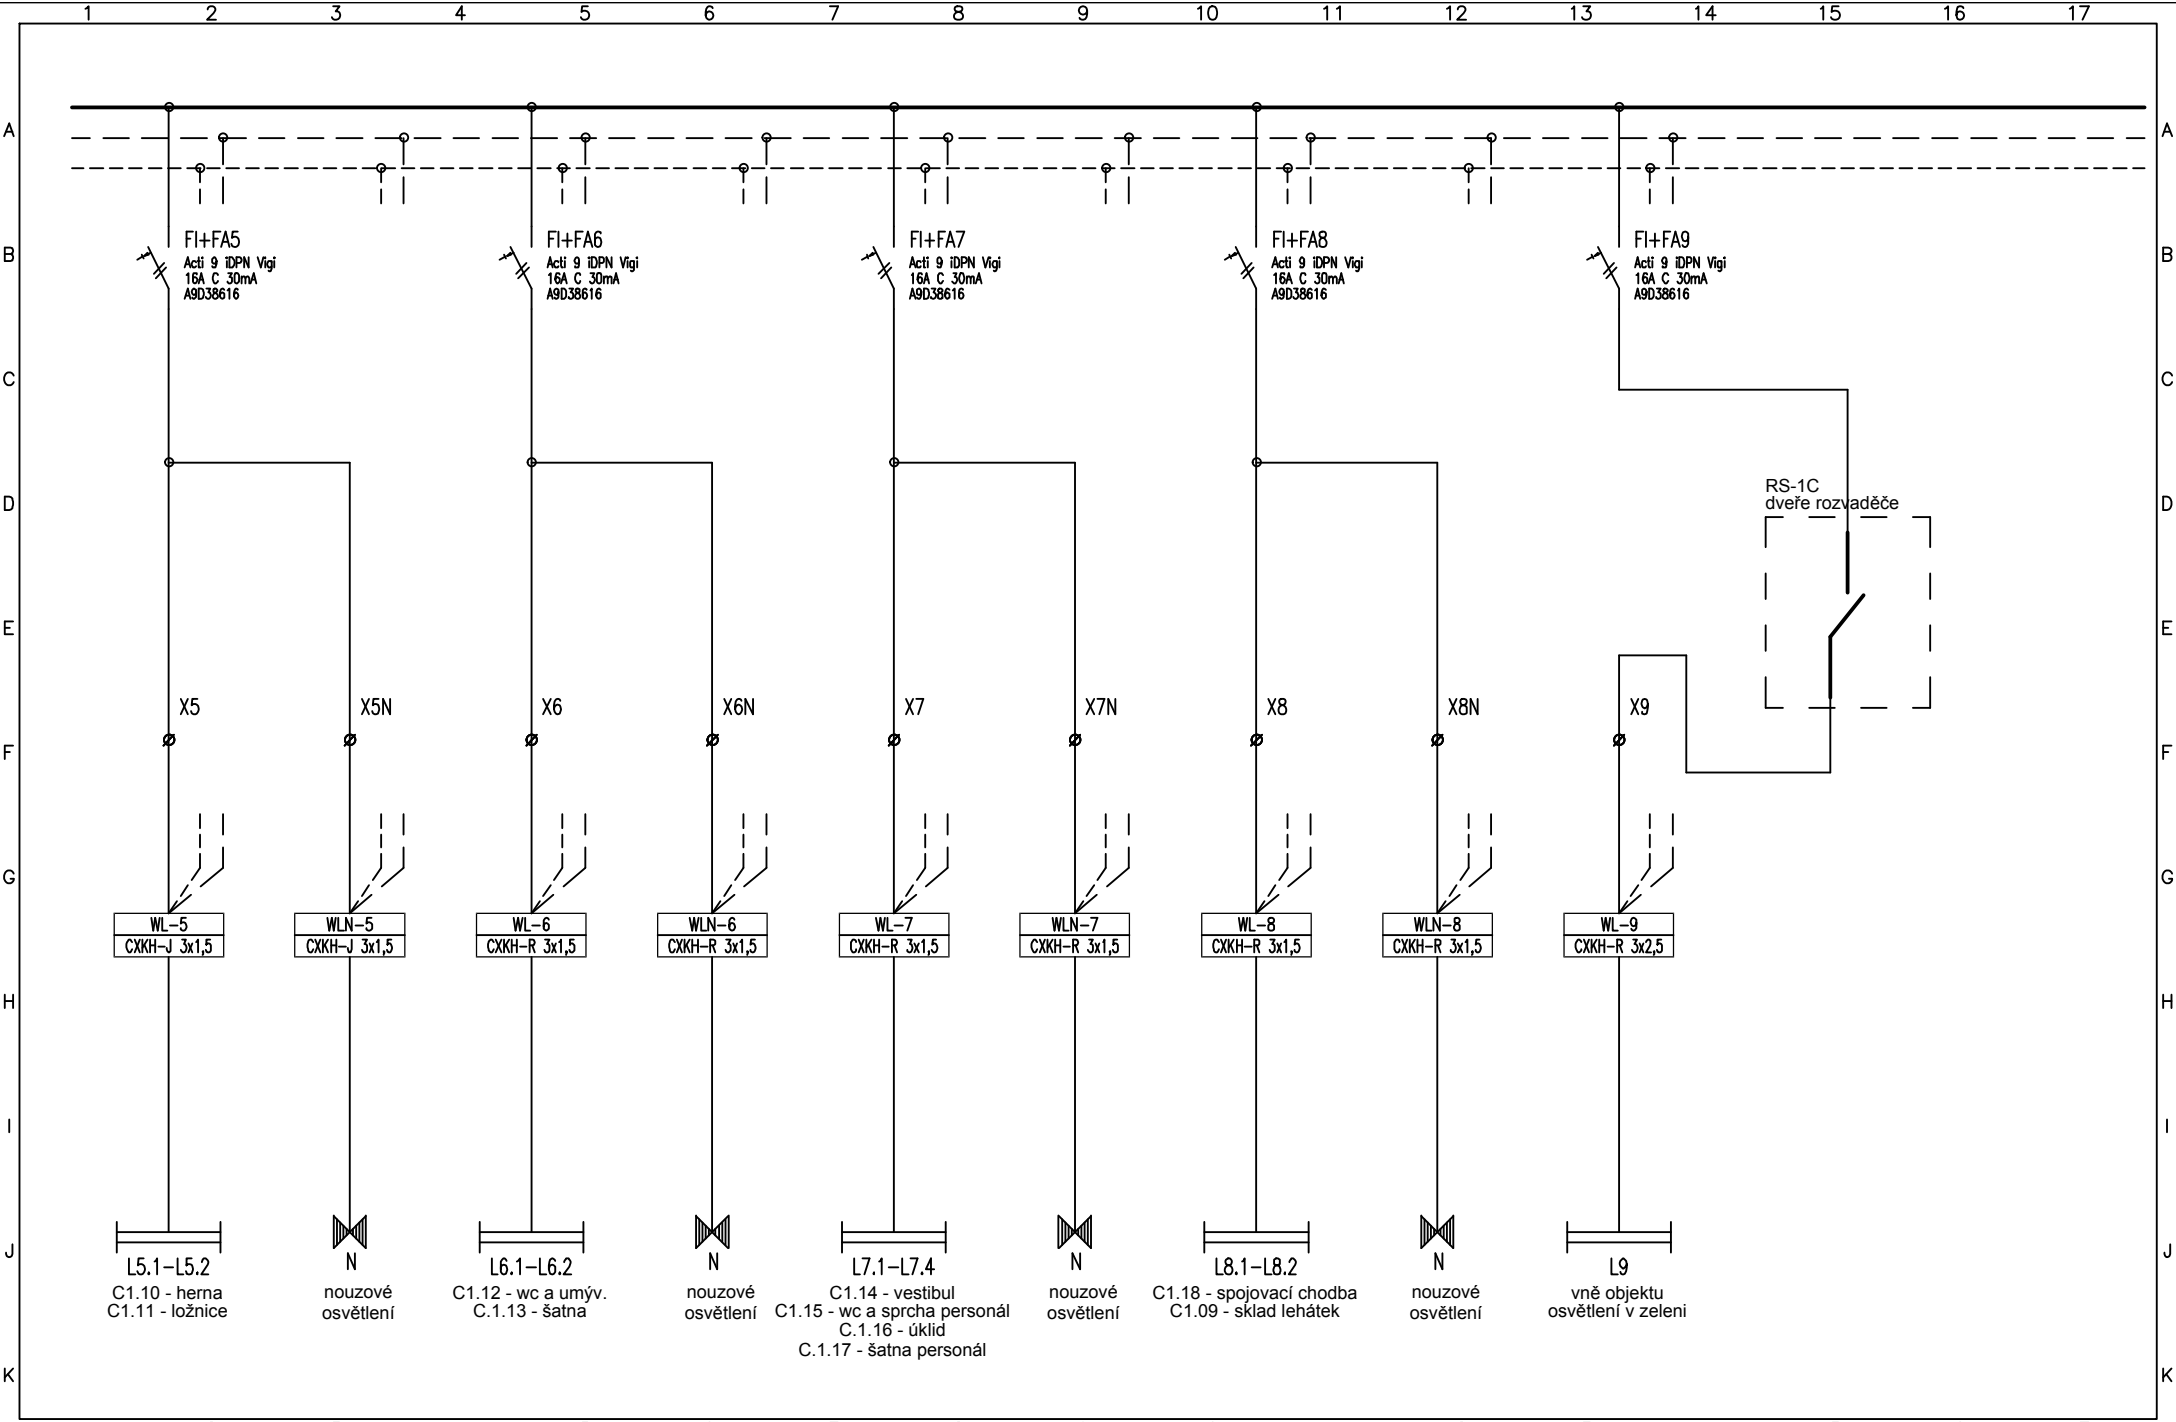 1 2 3 4 5 6 7 8 9 10 11 12 13 14 15 16 17
A A
B B
C C
D D
E E
F F
G G
H H
I I
J J
K K
FI+FA5
Acti 9 iDPN Vigi
16A C 30mA
A9D38616
FI+FA6
Acti 9 iDPN Vigi
16A C 30mA
A9D38616
FI+FA7
Acti 9 iDPN Vigi
16A C 30mA
A9D38616
FI+FA8
Acti 9 iDPN Vigi
16A C 30mA
A9D38616
FI+FA9
Acti 9 iDPN Vigi
16A C 30mA
A9D38616
RS-1C
dveře rozvaděče
X5 X5N X6 X6N X7 X7N X8 X8N X9
WL-5
CXKH-J 3x1,5
WLN-5
CXKH-J 3x1,5
WL-6
CXKH-R 3x1,5
WLN-6
CXKH-R 3x1,5
WL-7
CXKH-R 3x1,5
WLN-7
CXKH-R 3x1,5
WL-8
CXKH-R 3x1,5
WLN-8
CXKH-R 3x1,5
WL-9
CXKH-R 3x2,5
L5.1-L5.2
C1.10 - herna
C1.11 - ložnice
N
nouzové
osvětlení
L6.1-L6.2
C1.12 - wc a umýv.
C.1.13 - šatna
N
nouzové
osvětlení
L7.1-L7.4
C1.14 - vestibul
C1.15 - wc a sprcha personál
C.1.16 - úklid
C.1.17 - šatna personál
N
nouzové
osvětlení
L8.1-L8.2
C1.18 - spojovací chodba
C1.09 - sklad lehátek
N
nouzové
osvětlení
L9
vně objektu
osvětlení v zeleni